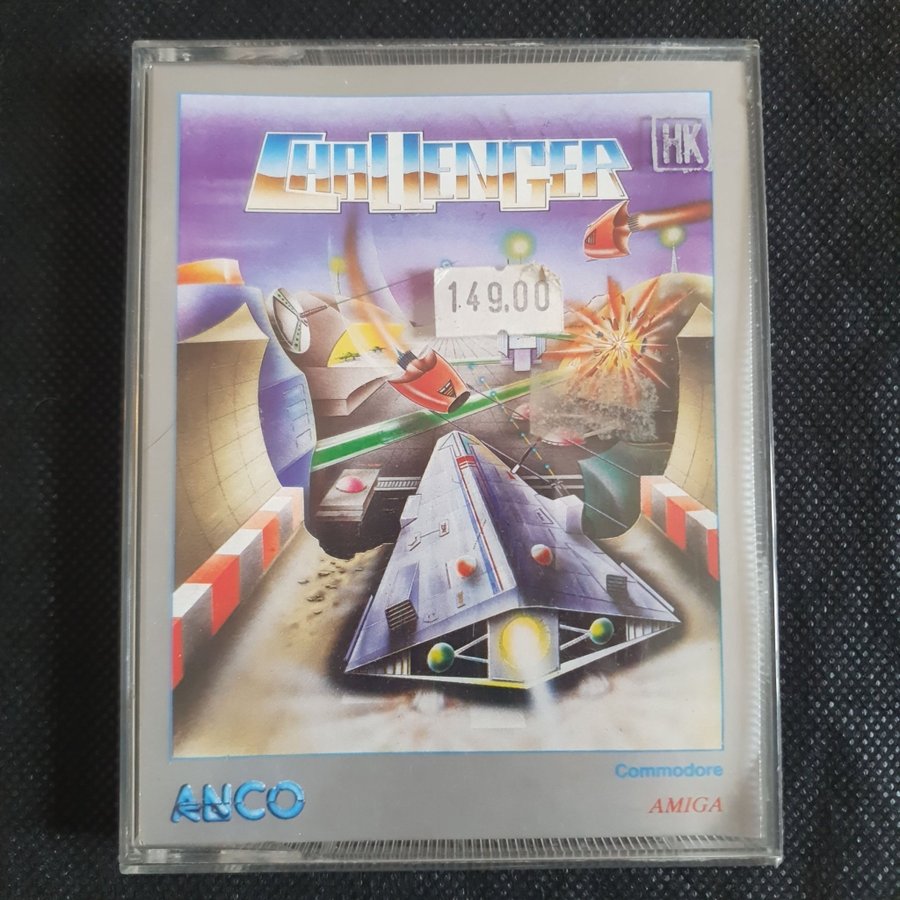 CHALLENGER
HK
149.00
Commodore
ANCO
AMIGA